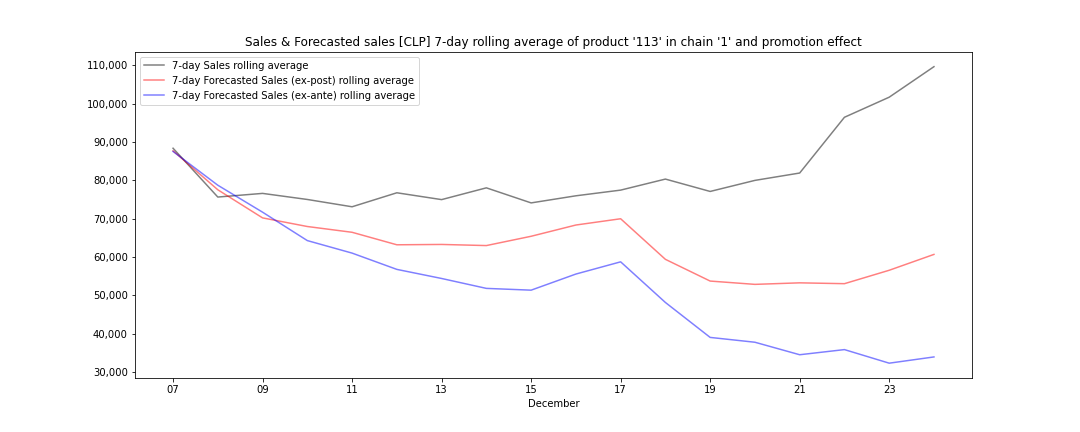 Sales & Forecasted sales [CLP] 7-day rolling average of product '113' in chain '1' and promotion effect
7-day Sales rolling average
7-day Forecasted Sales (ex-post) rolling average
7-day Forecasted Sales (ex-ante) rolling average
110,000
100,000
90,000
80,000
70,000
60,000
50,000
40,000
30,000
07 09 11 13 15 17 19 21 23
December